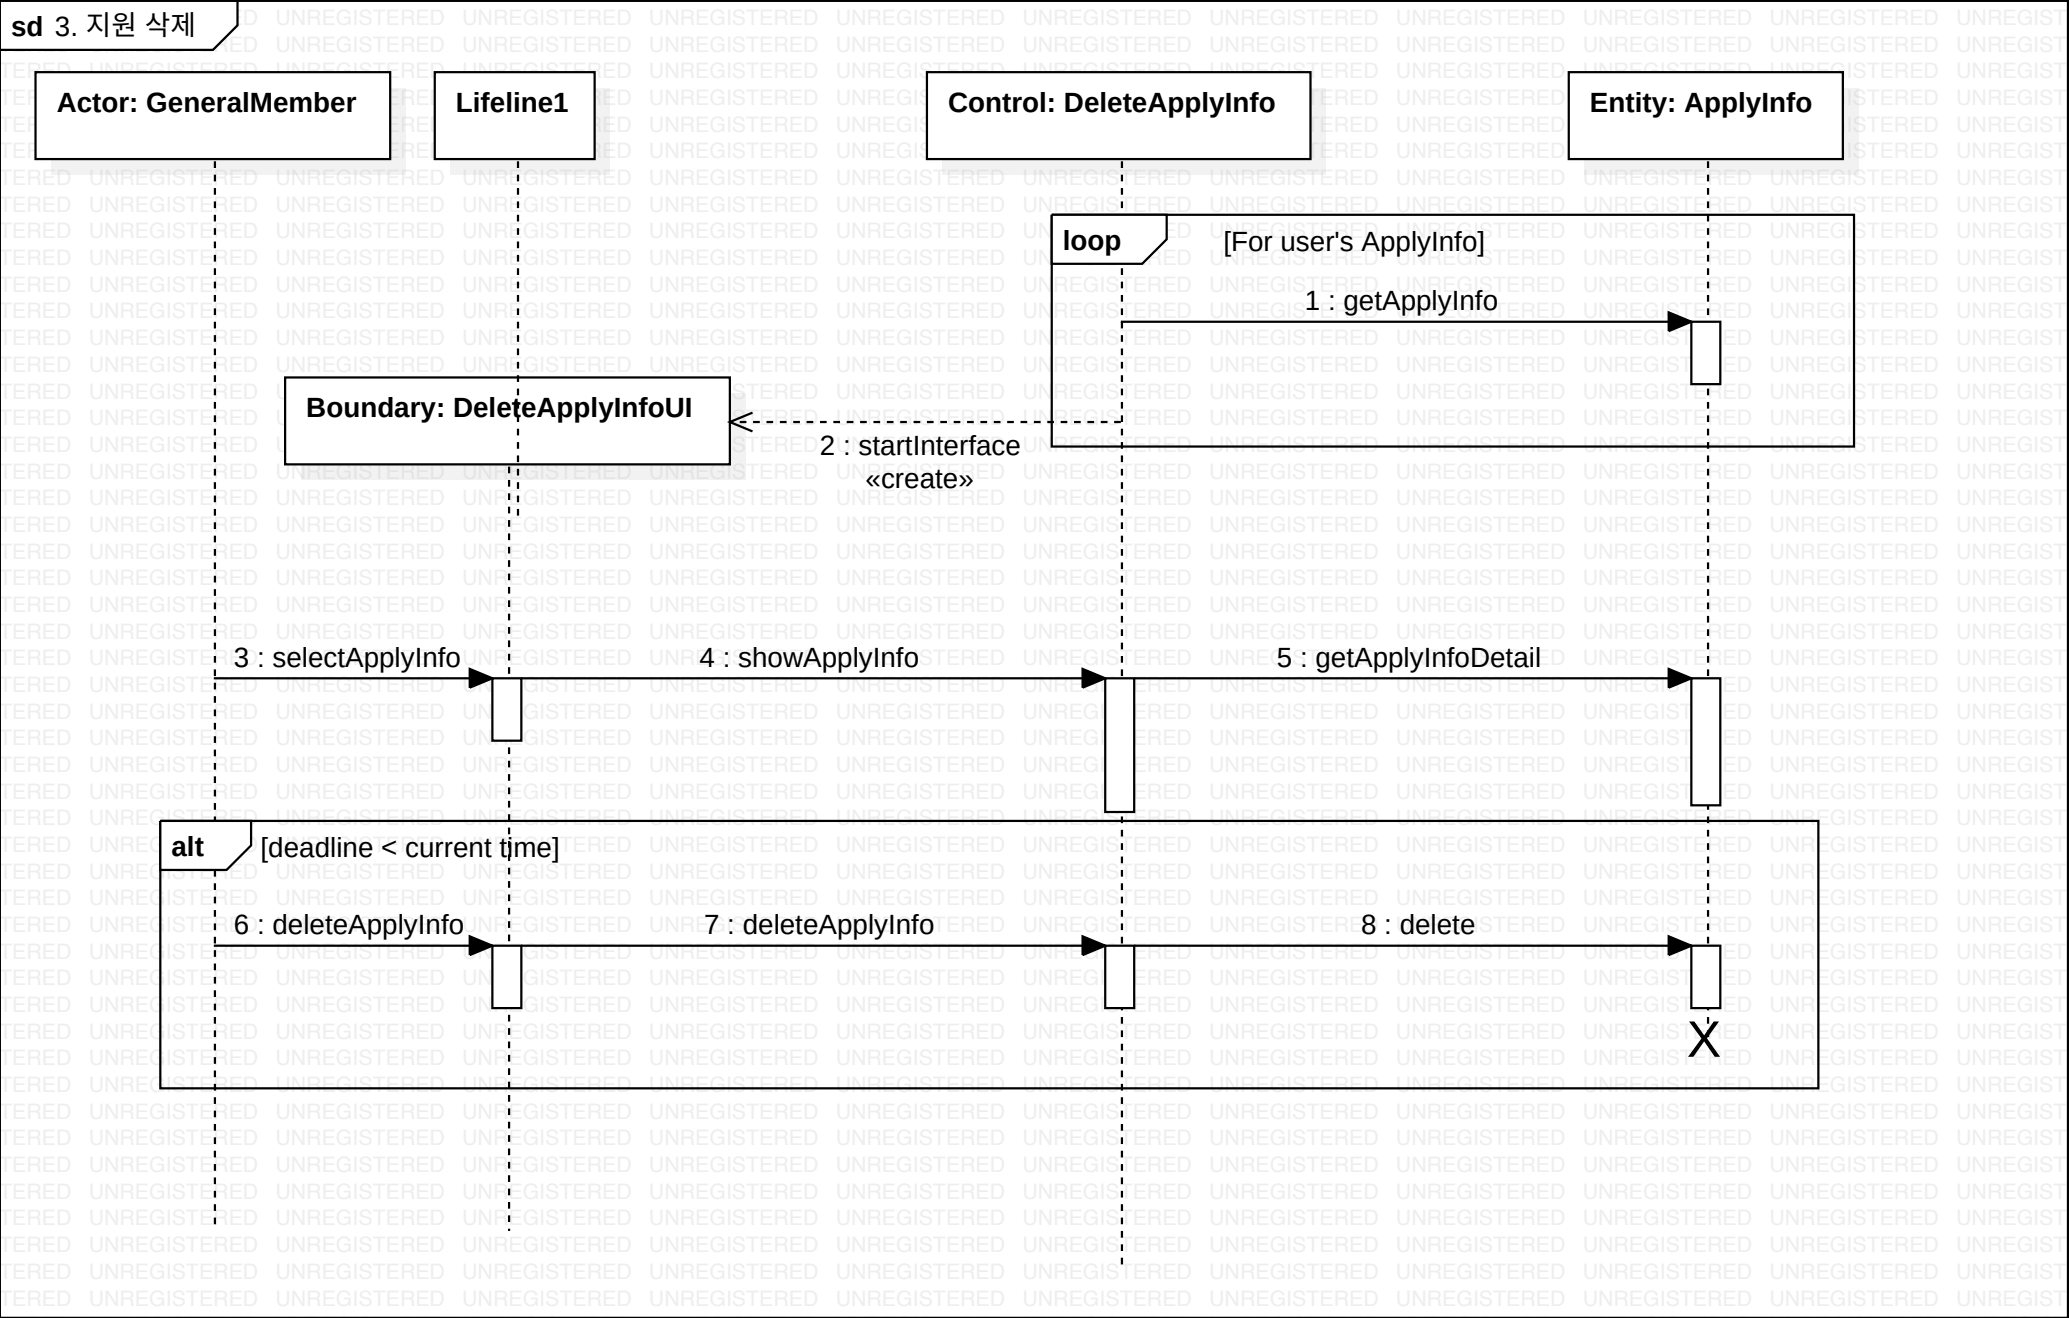 sd 3. 지원 삭제
Actor: GeneralMember
Lifeline1
Control: DeleteApplyInfo
Entity: ApplyInfo
loop
[For user's ApplyInfo]
1 : getApplyInfo
Boundary: DeleteApplyInfoUI
2 : startInterface
«create»
3 : selectApplyInfo
4 : showApplyInfo
5 : getApplyInfoDetail
alt
[deadline < current time]
6 : deleteApplyInfo
7 : deleteApplyInfo
8 : delete
UNREGISTERED